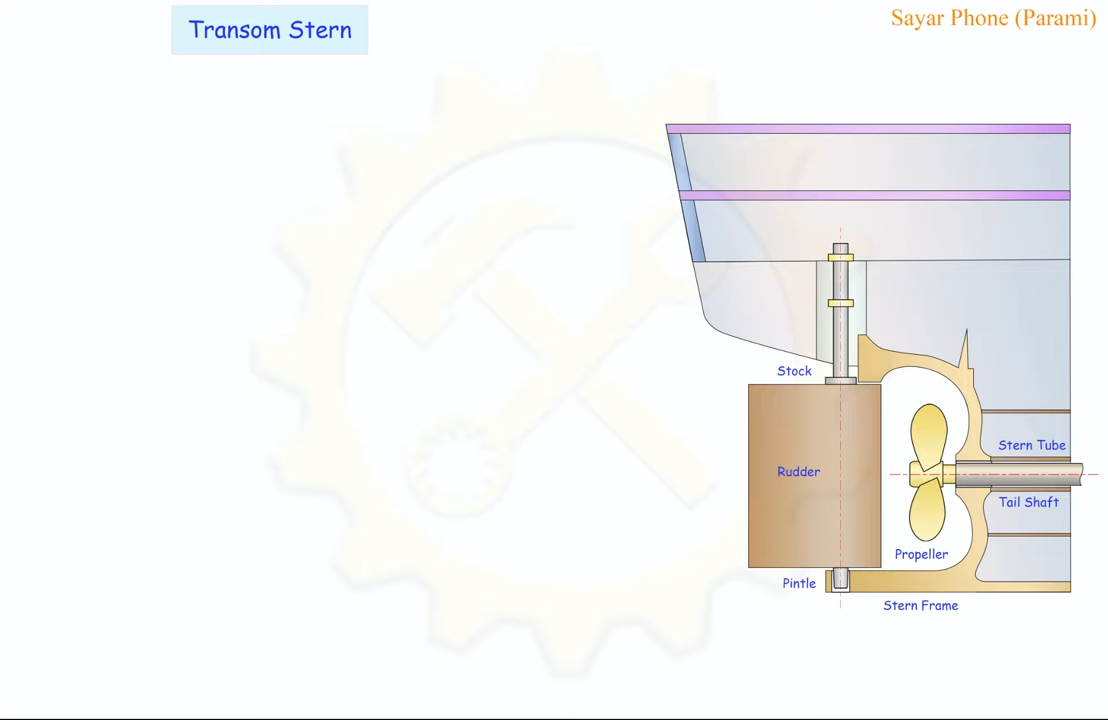 Transom Stern
Sayar Phone (Parami)
Stock
Stern Tube
Rudder
Tail Shaft
Propeller
Pintle
Stern Frame